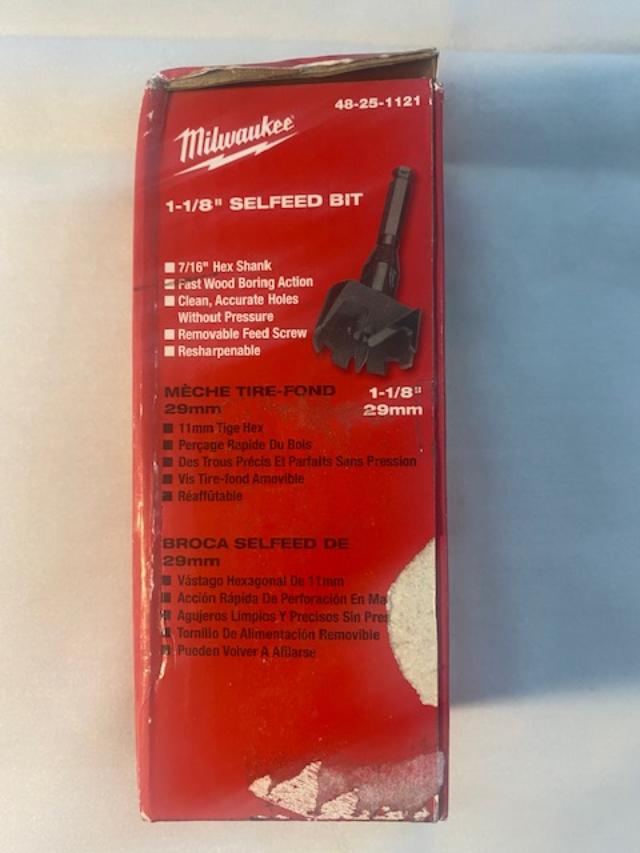 48-25-1121
Milwaukee
1-1/8" SELFEED BIT
7/16" Hex Shank
Fast Wood Boring Action
Clean, Accurate Holes
Without Pressure
Removable Feed Screw
Resharpenable
MÈCHE TIRE-FOND
29mm
1-1/8"
29mm
11mm Tige Hex
Perçage Rapide Du Bois
Des Trous Précis Et Parfaits Sans Pression
Vis Tire-fond Amovible
Réaffûtable
BROCA SELFEED DE
29mm
Vástago Hexagonal De 11mm
Acción Rápida De Perforación En Ma
Agujeros Limpios Y Precisos Sin Pres
Tornillo De Alimentación Removible
Pueden Volver A Afilarse